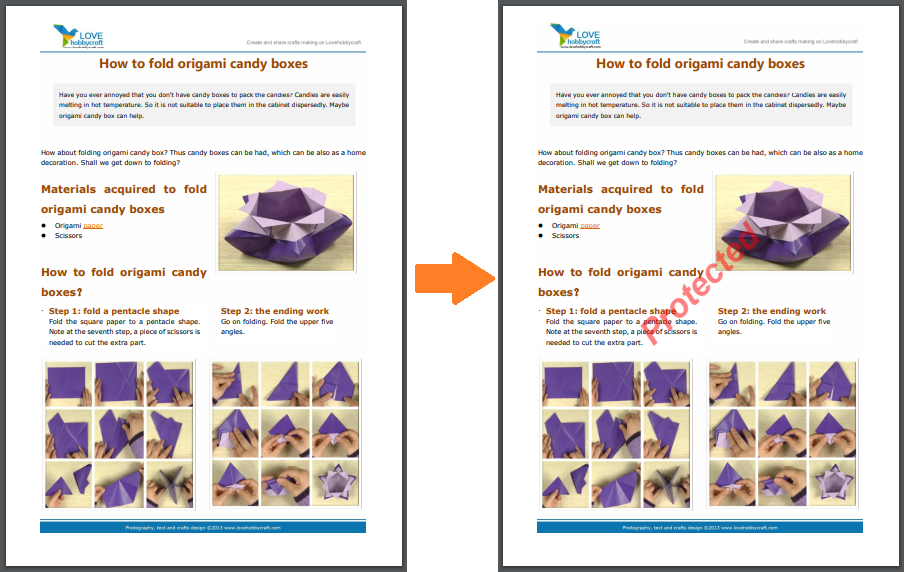 LOVE
hobbycraft
www.lovehobbycraft.com
Create and share crafts making on Lovehobbycraft
How to fold origami candy boxes
Have you ever annoyed that you don't have candy boxes to pack the candies? Candies are easily
melting in hot temperature. So it is not suitable to place them in the cabinet dispersedly. Maybe
origami candy box can help.
How about folding origami candy box? Thus candy boxes can be had, which can be also as a home
decoration. Shall we get down to folding?
Materials acquired to fold
origami candy boxes
● Origami paper
● Scissors
How to fold origami candy
boxes?
Step 1: fold a pentacle shape
Fold the square paper to a pentacle shape.
Note at the seventh step, a piece of scissors is
needed to cut the extra part.
Step 2: the ending work
Go on folding. Fold the upper five
angles.
Photography, text and crafts design ©2013 www.lovehobbycraft.com
LOVE
hobbycraft
www.lovehobbycraft.com
Create and share crafts making on Lovehobbycraft
How to fold origami candy boxes
Have you ever annoyed that you don't have candy boxes to pack the candies? Candies are easily
melting in hot temperature. So it is not suitable to place them in the cabinet dispersedly. Maybe
origami candy box can help.
How about folding origami candy box? Thus candy boxes can be had, which can be also as a home
decoration. Shall we get down to folding?
Materials acquired to fold
origami candy boxes
● Origami paper
● Scissors
How to fold origami candy
boxes?
Step 1: fold a pentacle shape
Fold the square paper to a pentacle shape.
Note at the seventh step, a piece of scissors is
needed to cut the extra part.
Step 2: the ending work
Go on folding. Fold the upper five
angles.
Protected
Photography, text and crafts design ©2013 www.lovehobbycraft.com